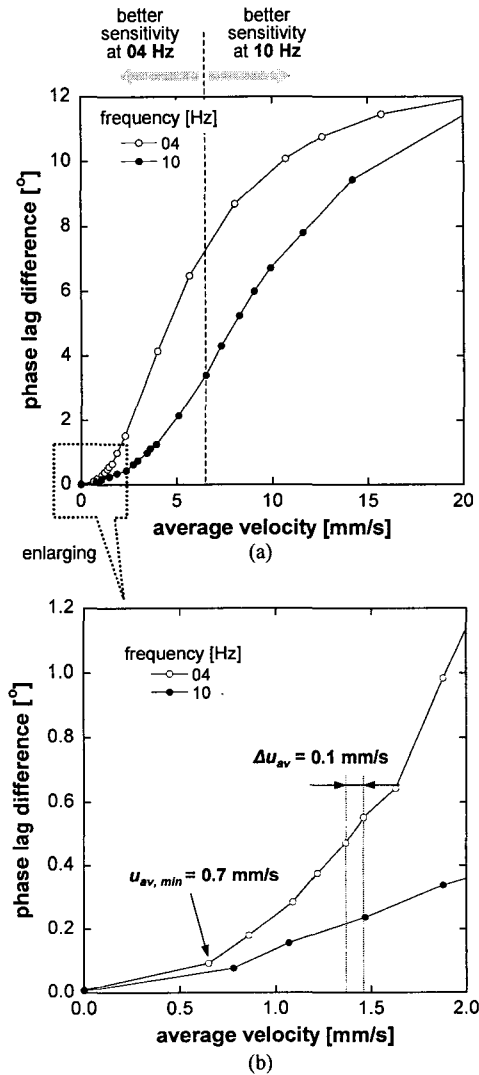 better sensitivity at 04 Hz
better sensitivity at 10 Hz
frequency [Hz]
04
10
12
10
8
6
4
2
0
phase lag difference [°]
0
5
10
15
20
average velocity [mm/s]
enlarging
(a)
frequency [Hz]
04
10
1.2
1.0
0.8
0.6
0.4
0.2
0.0
phase lag difference [°]
Δu_av = 0.1 mm/s
u_av, min = 0.7 mm/s
0.0
0.5
1.0
1.5
2.0
average velocity [mm/s]
(b)